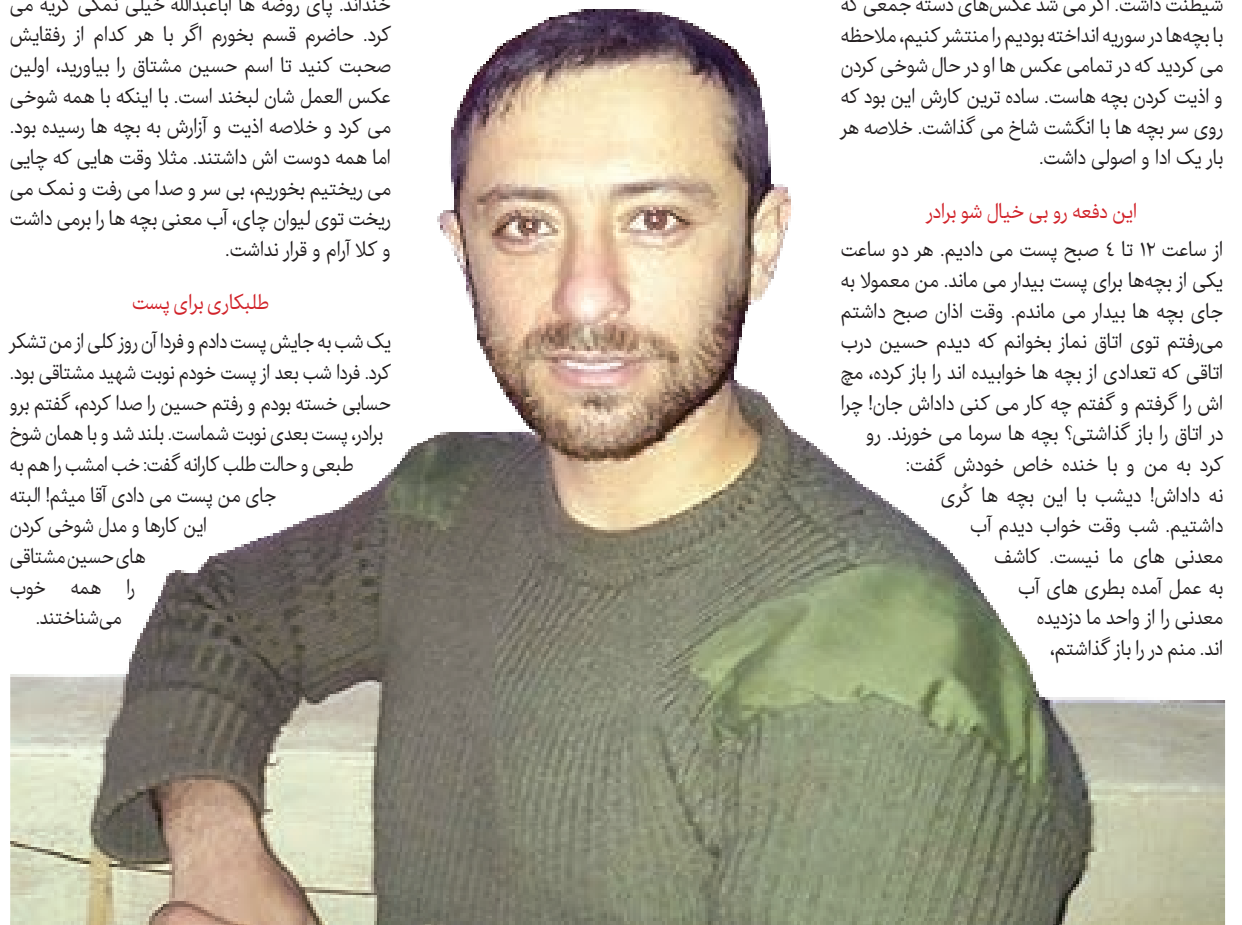 شیطنت داشت. اگر می شد عکس‌های دسته جمعی که
با بچه‌ها در سوریه انداخته بودیم را منتشر کنیم، ملاحظه
می کردید که در تمامی عکس ها او در حال شوخی کردن
و اذیت کردن بچه هاست. ساده ترین کارش این بود که
روی سر بچه ها با انگشت شاخ می گذاشت. خلاصه هر
بار یک ادا و اصولی داشت.
این دفعه رو بی خیال شو برادر
از ساعت ۱۲ تا ٤ صبح پست می دادیم. هر دو ساعت
یکی از بچه‌ها برای پست بیدار می ماند. من معمولا به
جای بچه ها بیدار می ماندم. وقت اذان صبح داشتم
می‌رفتم توی اتاق نماز بخوانم که دیدم حسین درب
اتاقی که تعدادی از بچه ها خوابیده اند را باز کرده، مچ
اش را گرفتم و گفتم چه کار می کنی داداش جان! چرا
در اتاق را باز گذاشتی؟ بچه ها سرما می خورند. رو
کرد به من و با خنده خاص خودش گفت:
نه داداش! دیشب با این بچه ها کُری
داشتیم. شب وقت خواب دیدم آب
معدنی های ما نیست. کاشف
به عمل آمده بطری های آب
معدنی را از واحد ما دزدیده
اند. منم در را باز گذاشتم،
خنداند. پای روضه ها اباعبدالله خیلی نمکی گریه می
کرد. حاضرم قسم بخورم اگر با هر کدام از رفقایش
صحبت کنید تا اسم حسین مشتاق را بیاورید، اولین
عکس العمل شان لبخند است. با اینکه با همه شوخی
می کرد و خلاصه اذیت و آزارش به بچه ها رسیده بود.
اما همه دوست اش داشتند. مثلا وقت هایی که چایی
می ریختیم بخوریم، بی سر و صدا می رفت و نمک می
ریخت توی لیوان چای، آب معنی بچه ها را برمی داشت
و کلا آرام و قرار نداشت.
طلبکاری برای پست
یک شب به جایش پست دادم و فردا آن روز کلی از من تشکر
کرد. فردا شب بعد از پست خودم نوبت شهید مشتاقی بود.
حسابی خسته بودم و رفتم حسین را صدا کردم، گفتم برو
برادر، پست بعدی نوبت شماست. بلند شد و با همان شوخ
طبعی و حالت طلب کارانه گفت: خب امشب را هم به
جای من پست می دادی آقا میثم! البته
این کارها و مدل شوخی کردن
های حسین مشتاقی
را همه خوب
می‌شناختند.